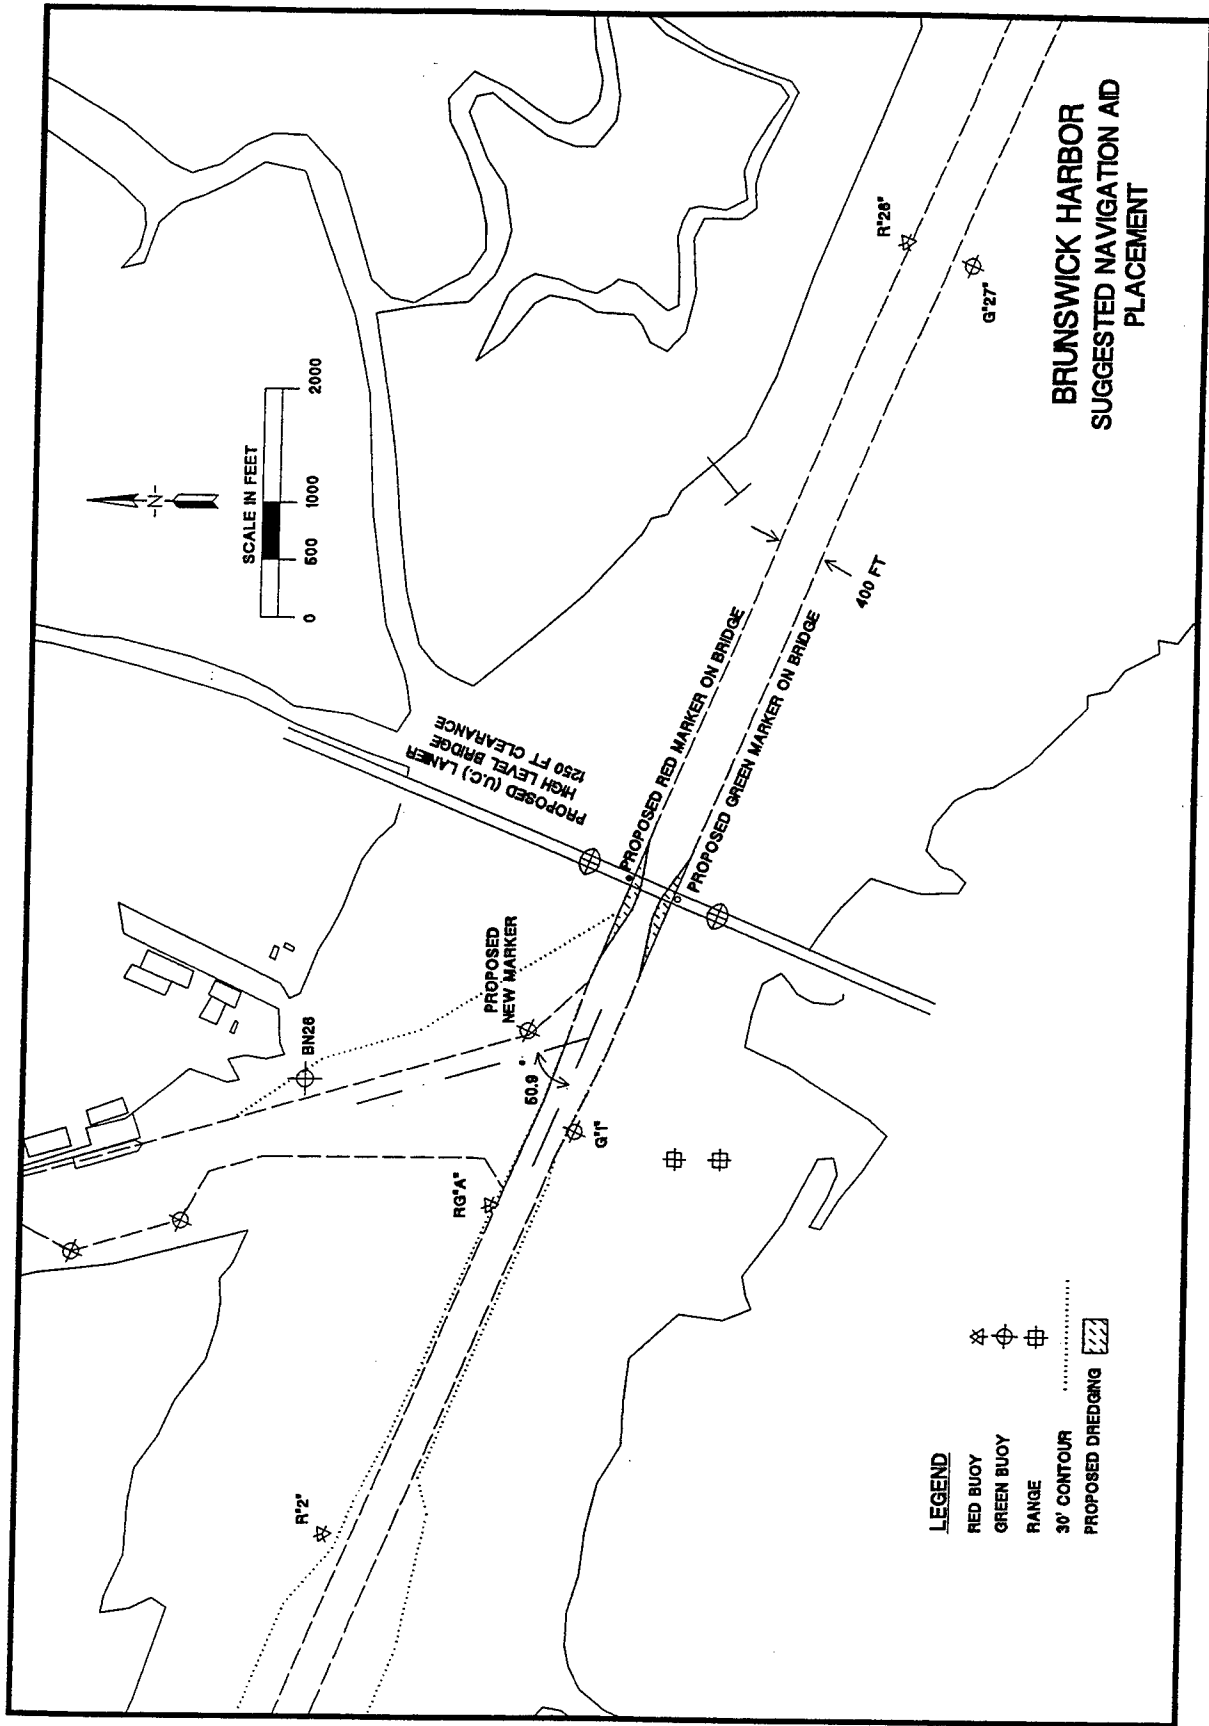 -N-
SCALE IN FEET
0 500 1000 2000
PROPOSED (U.C.) LANIER
HIGH LEVEL BRIDGE
1250 FT CLEARANCE
BN26
PROPOSED
NEW MARKER
PROPOSED RED MARKER ON BRIDGE
PROPOSED GREEN MARKER ON BRIDGE
50.9°
RG"A"
G"1"
R"2"
400 FT
R"26"
G"27"
BRUNSWICK HARBOR
SUGGESTED NAVIGATION AID
PLACEMENT
LEGEND
RED BUOY
GREEN BUOY
RANGE
30' CONTOUR
PROPOSED DREDGING